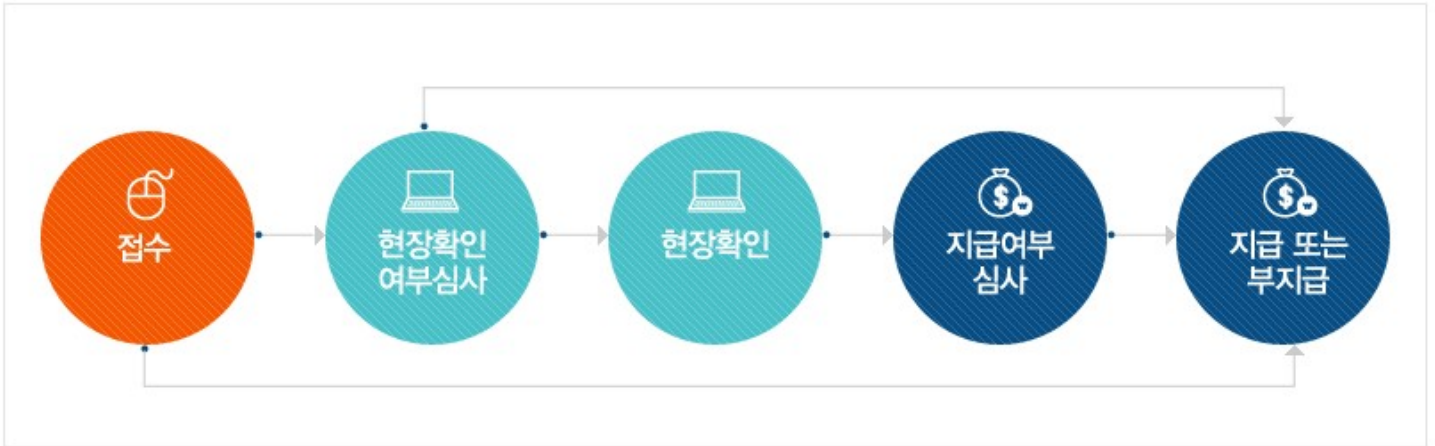 접수
현장확인
여부심사
현장확인
지급여부
심사
지급 또는
부지급